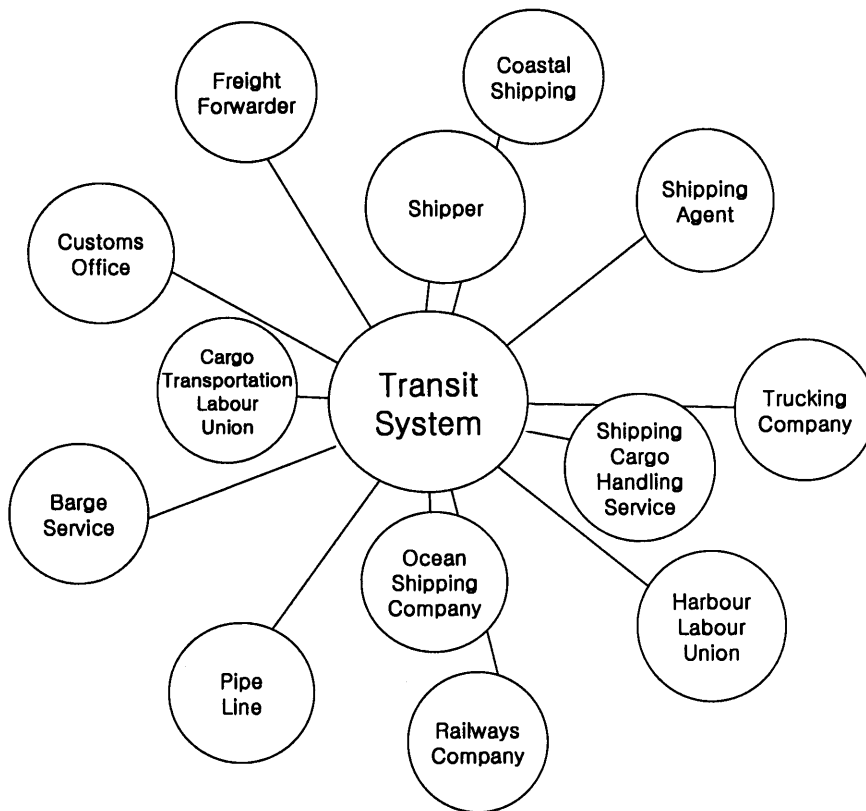 Freight
Forwarder
Coastal
Shipping
Shipper
Shipping
Agent
Customs
Office
Cargo
Transportation
Labour
Union
Transit
System
Trucking
Company
Shipping
Cargo
Handling
Service
Barge
Service
Ocean
Shipping
Company
Harbour
Labour
Union
Pipe
Line
Railways
Company